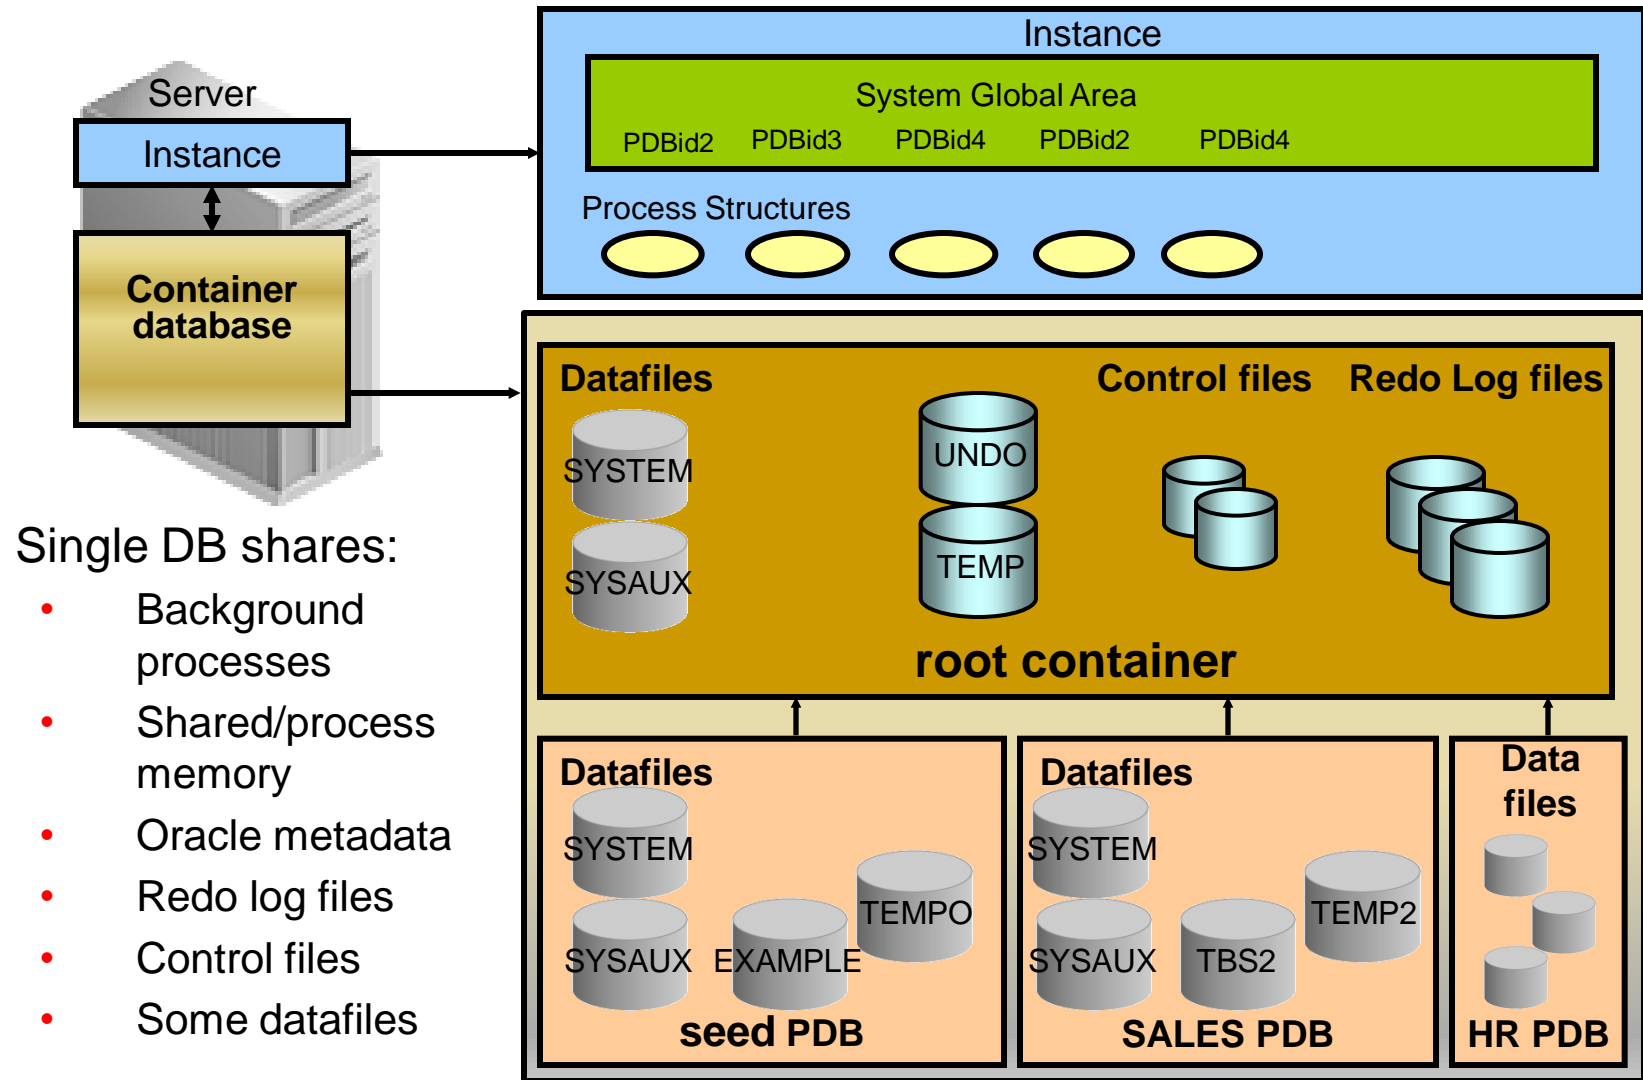 Server
Instance
Container
database
Single DB shares:
• Background
processes
• Shared/process
memory
• Oracle metadata
• Redo log files
• Control files
• Some datafiles
Instance
System Global Area
PDBid2 PDBid3 PDBid4 PDBid2 PDBid4
Process Structures
Datafiles Control files Redo Log files
SYSTEM UNDO
SYSAUX TEMP
root container
Datafiles
SYSTEM
TEMPO
SYSAUX EXAMPLE
seed PDB
Datafiles
SYSTEM
TEMP2
SYSAUX TBS2
SALES PDB
Data
files
HR PDB